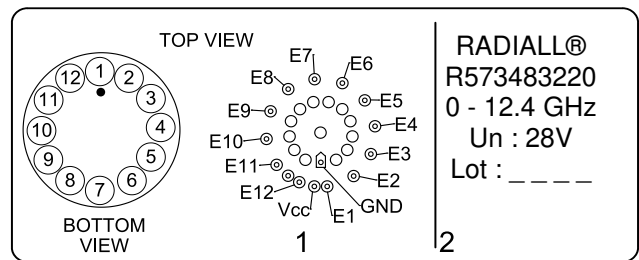 TOP VIEW
1
2
3
4
5
6
7
8
9
10
11
12
BOTTOM
VIEW
E7
E6
E8
E5
E9
E4
E10
E3
E11
E2
E12
Vcc
E1
GND
1
2
RADIALL®
R573483220
0 - 12.4 GHz
Un : 28V
Lot : _ _ _ _